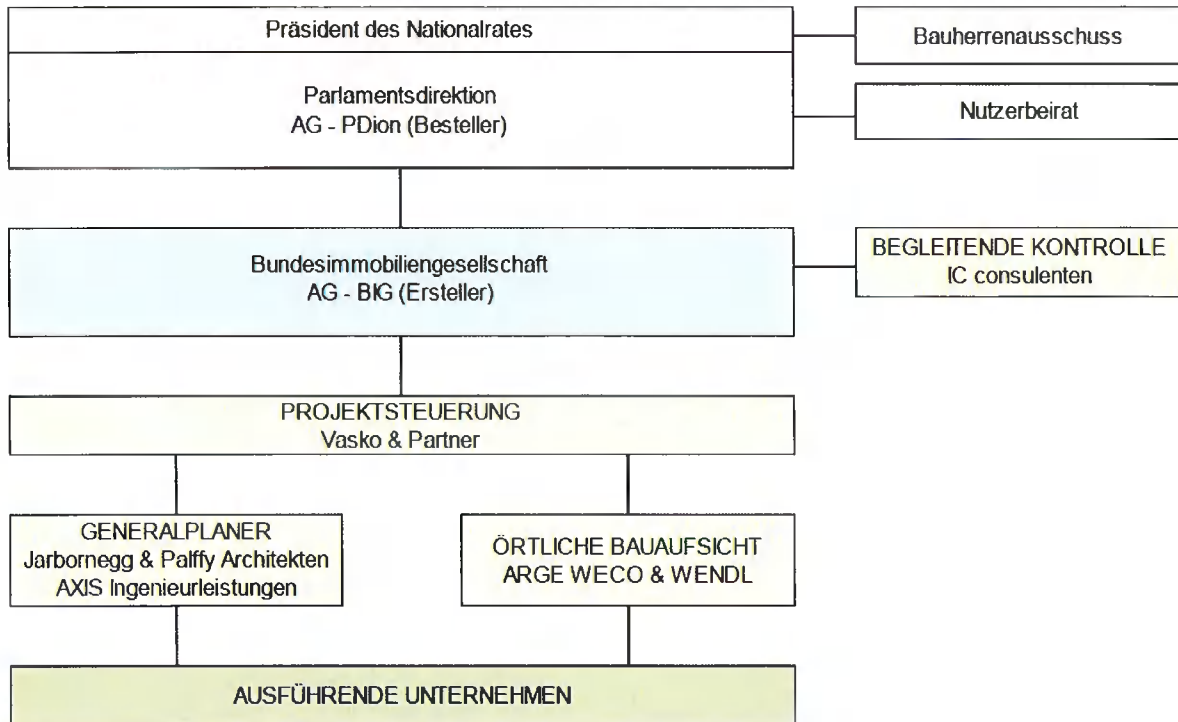 Präsident des Nationalrates
Bauherrenausschuss
Parlamentsdirektion
AG - PDion (Besteller)
Nutzerbeirat
Bundesimmobiliengesellschaft
AG - BIG (Ersteller)
BEGLEITENDE KONTROLLE
IC consulenten
PROJEKTSTEUERUNG
Vasko & Partner
GENERALPLANER
Jarbornegg & Palffy Architekten
AXIS Ingenieurleistungen
ÖRTLICHE BAUAUFSICHT
ARGE WECO & WENDL
AUSFÜHRENDE UNTERNEHMEN